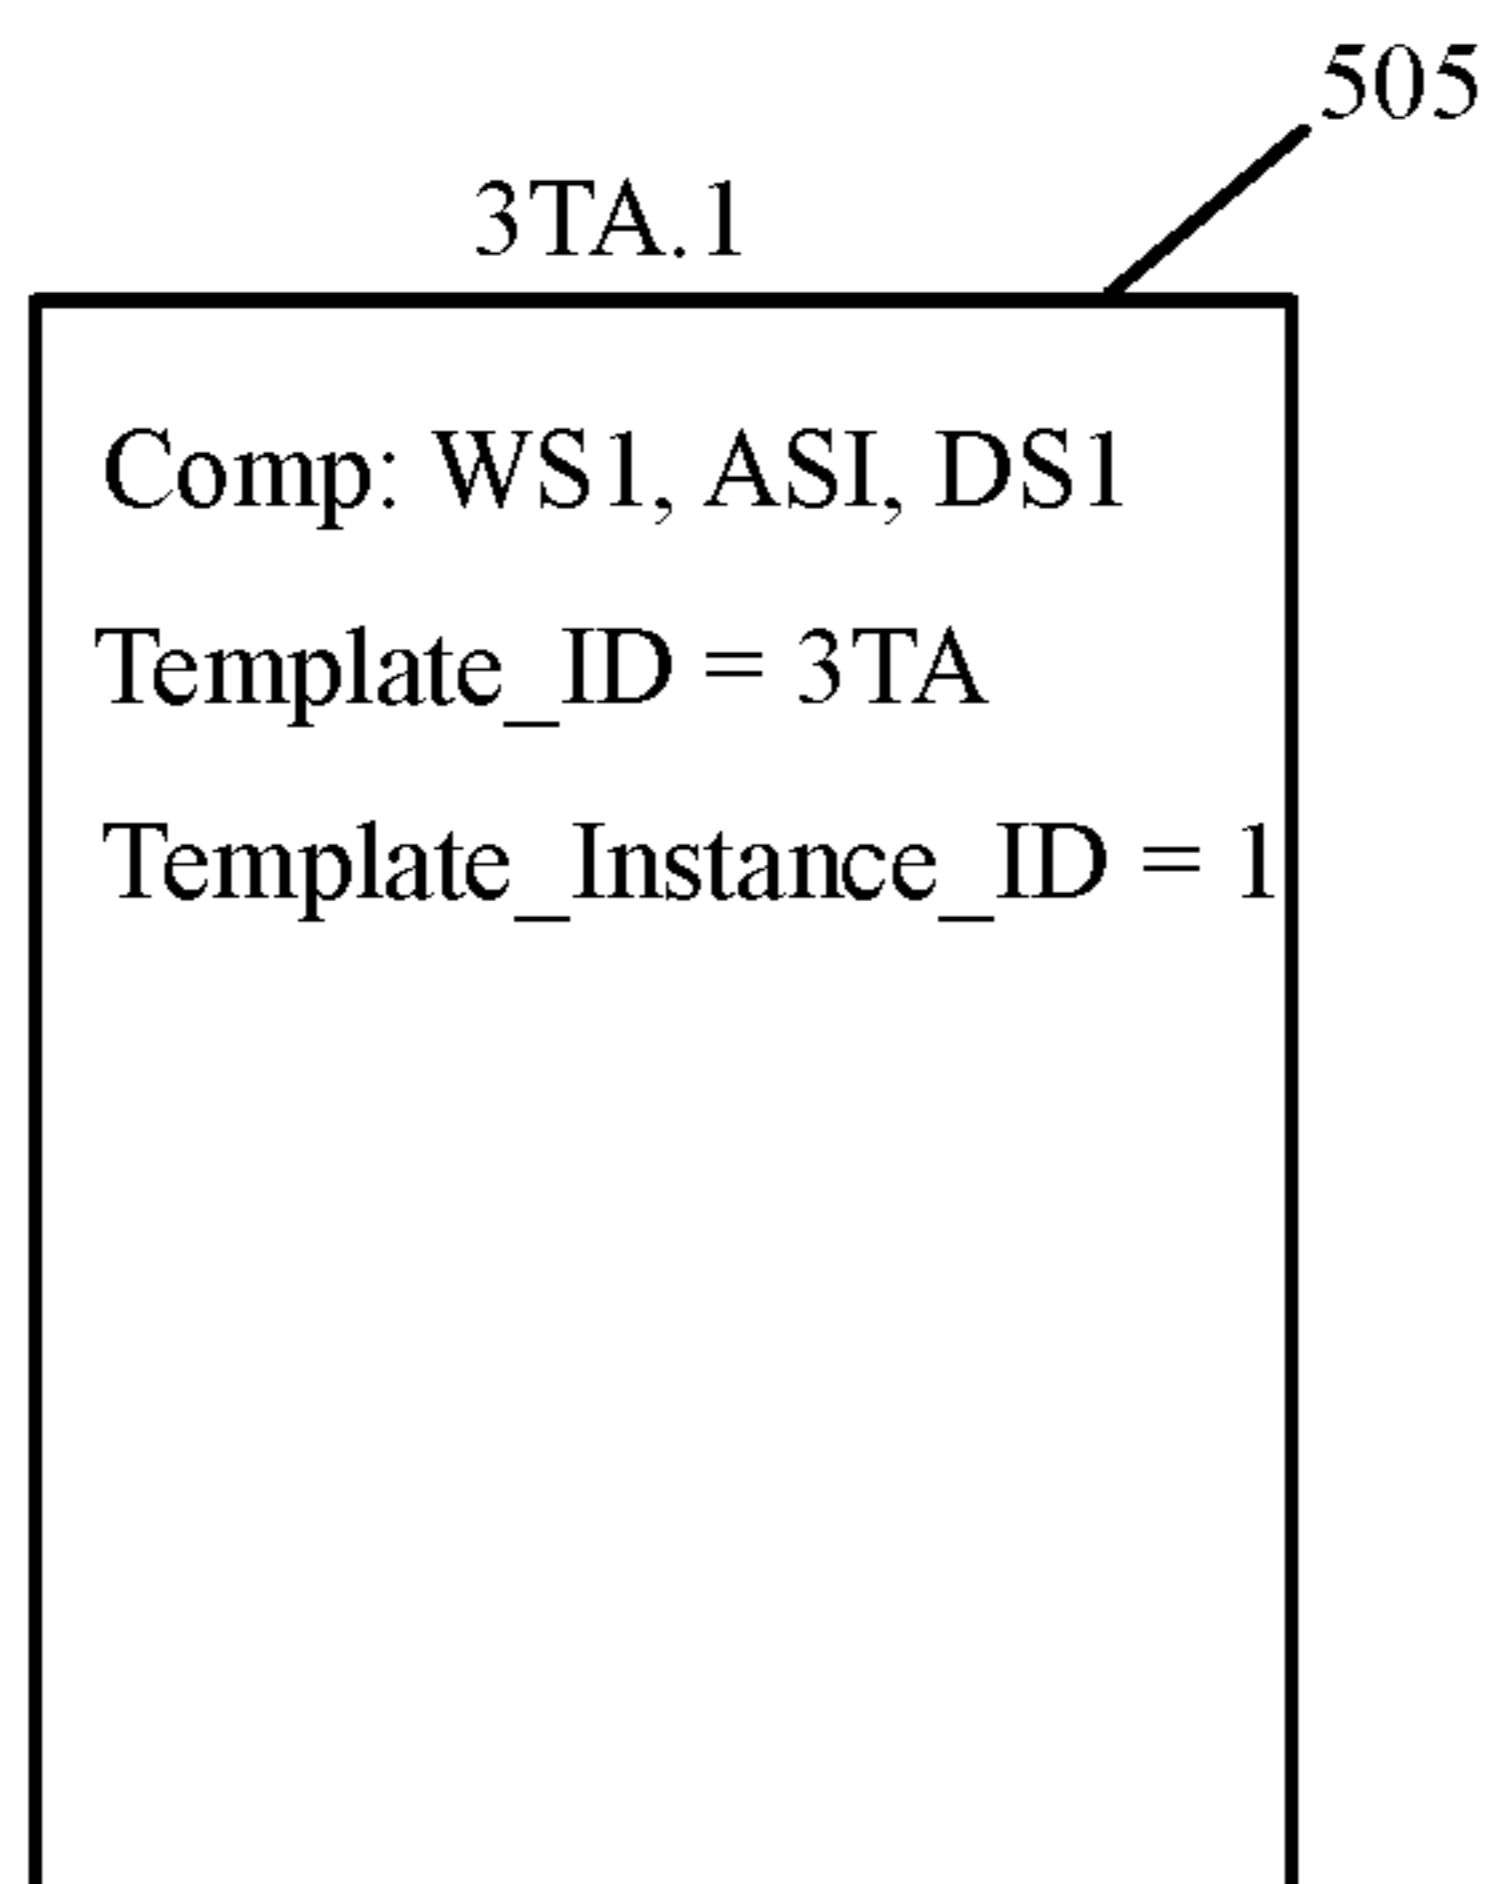 505
3TA.1
Comp: WS1, ASI, DS1
Template_ID = 3TA
Template_Instance_ID = 1